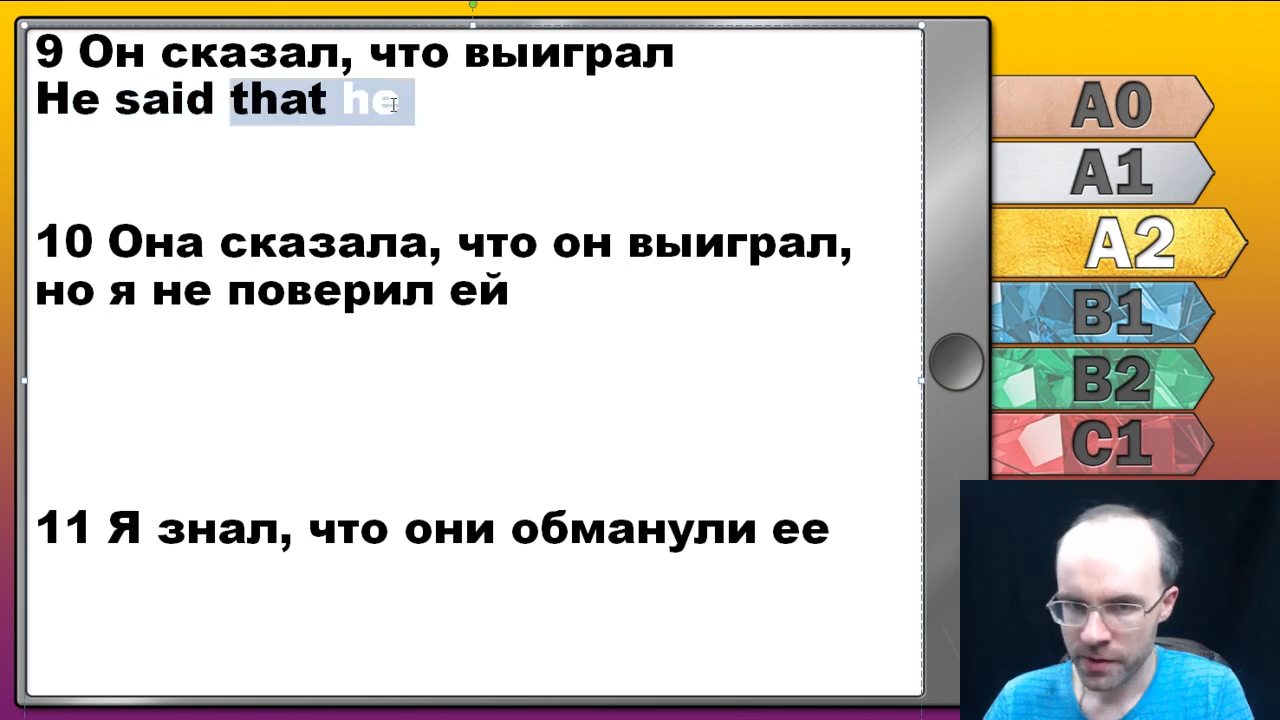 9 Он сказал, что выиграл
He said that he
10 Она сказала, что он выиграл,
но я не поверил ей
11 Я знал, что они обманули ее
A0
A1
A2
B1
B2
C1